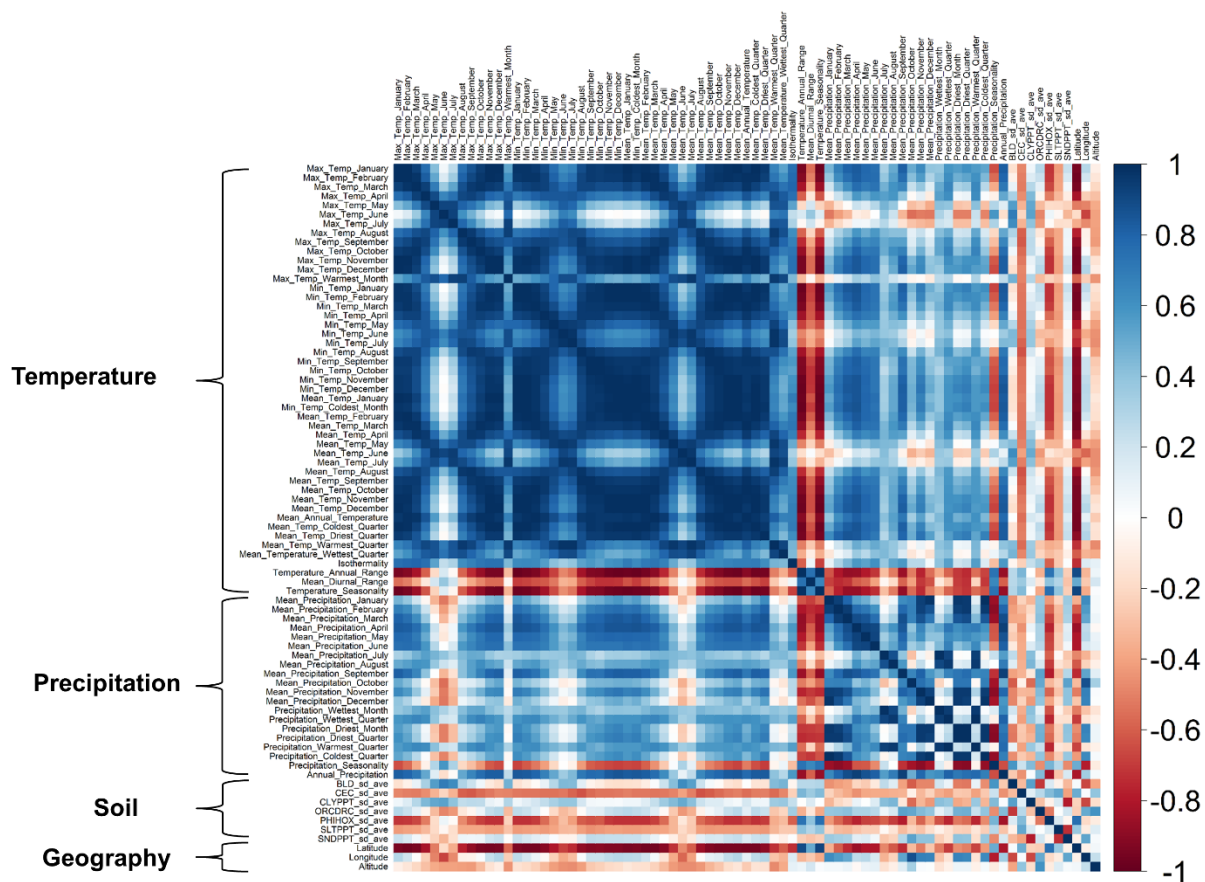 Max_Temp_January
Max_Temp_February
Max_Temp_March
Max_Temp_April
Max_Temp_May
Max_Temp_June
Max_Temp_July
Max_Temp_August
Max_Temp_September
Max_Temp_October
Max_Temp_November
Max_Temp_December
Max_Temp_Warmest_Month
Min_Temp_January
Min_Temp_February
Min_Temp_March
Min_Temp_April
Min_Temp_May
Min_Temp_June
Min_Temp_July
Min_Temp_August
Min_Temp_September
Min_Temp_October
Min_Temp_November
Min_Temp_December
Mean_Temp_January
Min_Temp_Coldest_Month
Mean_Temp_February
Mean_Temp_March
Mean_Temp_April
Mean_Temp_May
Mean_Temp_June
Mean_Temp_July
Mean_Temp_August
Mean_Temp_September
Mean_Temp_October
Mean_Temp_November
Mean_Temp_December
Mean_Annual_Temperature
Mean_Temp_Coldest_Quarter
Mean_Temp_Driest_Quarter
Mean_Temp_Warmest_Quarter
Mean_Temperature_Wettest_Quarter
Isothermality
Temperature_Annual_Range
Mean_Diurnal_Range
Temperature_Seasonality
Mean_Precipitation_January
Mean_Precipitation_February
Mean_Precipitation_March
Mean_Precipitation_April
Mean_Precipitation_May
Mean_Precipitation_June
Mean_Precipitation_July
Mean_Precipitation_August
Mean_Precipitation_September
Mean_Precipitation_October
Mean_Precipitation_November
Mean_Precipitation_December
Precipitation_Wettest_Month
Precipitation_Wettest_Quarter
Precipitation_Driest_Month
Precipitation_Driest_Quarter
Precipitation_Warmest_Quarter
Precipitation_Coldest_Quarter
Precipitation_Seasonality
Annual_Precipitation
BLD_sd_ave
CEC_sd_ave
CLYPPT_sd_ave
ORCDRC_sd_ave
PHIHOX_sd_ave
SLTPPT_sd_ave
SNDPPT_sd_ave
Latitude
Longitude
Altitude
Temperature
Precipitation
Soil
Geography
1
0.8
0.6
0.4
0.2
0
-0.2
-0.4
-0.6
-0.8
-1